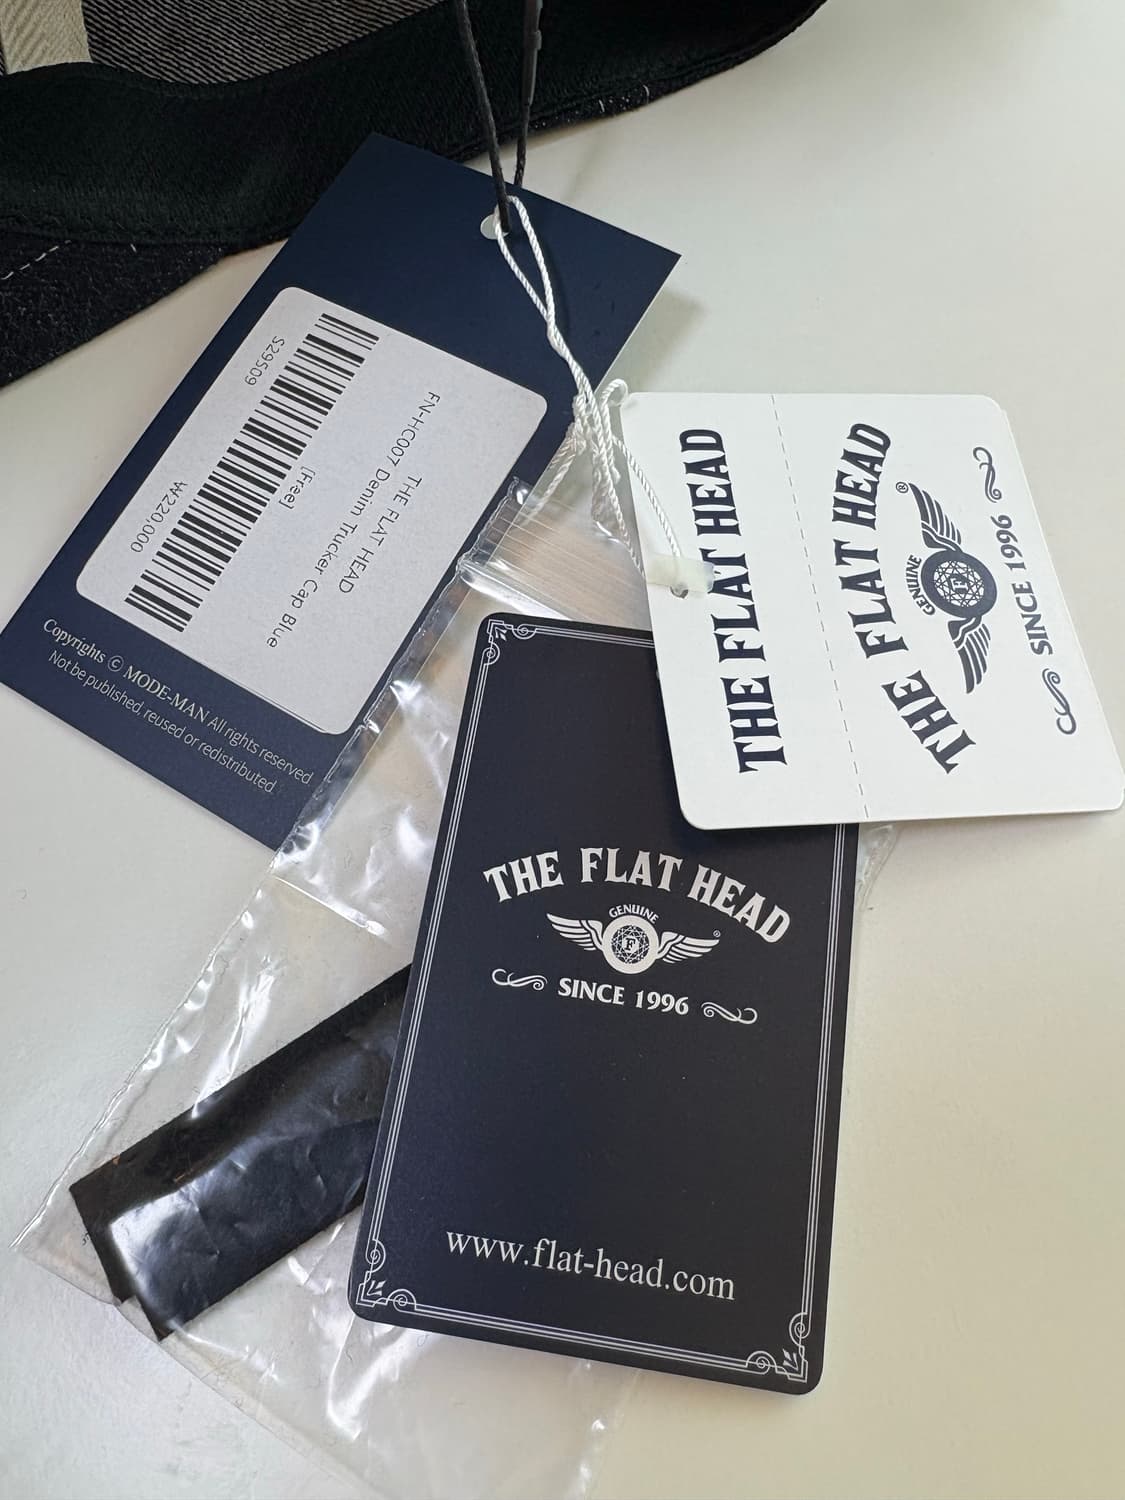 THE FLAT HEAD
FN-HC007 Denim Trucker Cap Blue
[Free]
S29509
₩220,000
Copyrights © MODE-MAN All rights reserved.
Not be published, reused or redistributed.
THE FLAT HEAD
THE FLAT HEAD
®
GENUINE
F
SINCE 1996
THE FLAT HEAD
GENUINE
F
®
SINCE 1996
www.flat-head.com